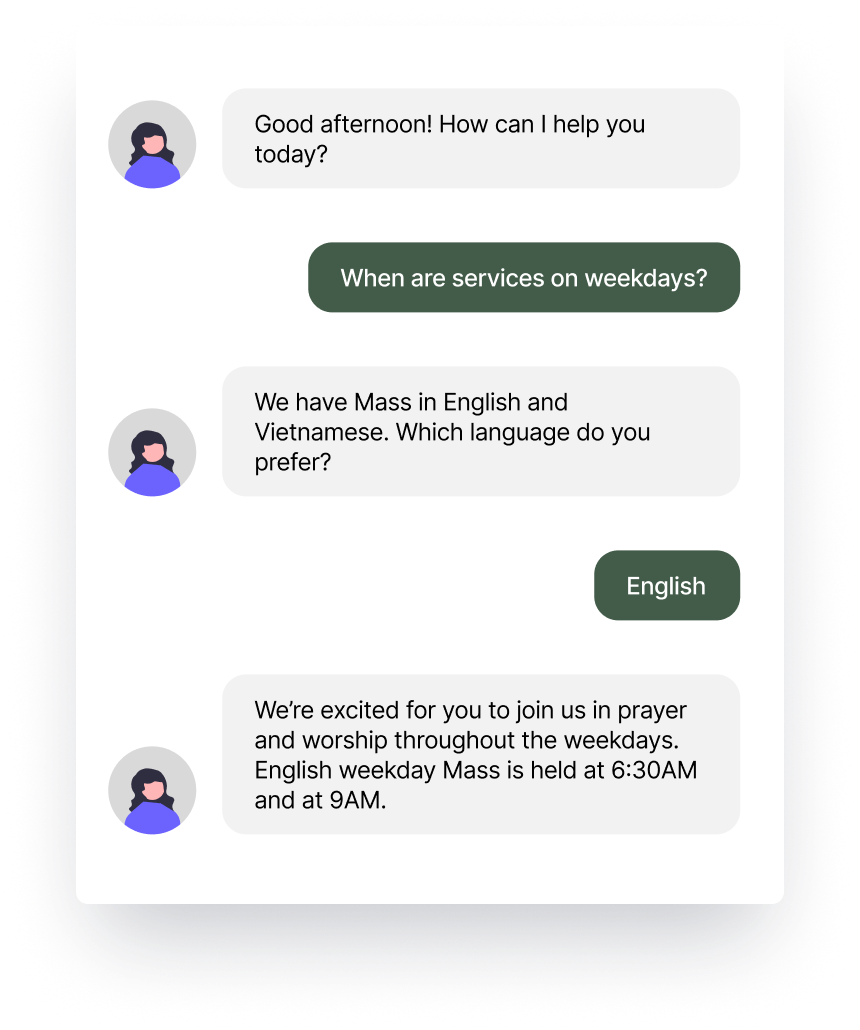 Good afternoon! How can I help you
today?
When are services on weekdays?
We have Mass in English and
Vietnamese. Which language do you
prefer?
English
We’re excited for you to join us in prayer
and worship throughout the weekdays.
English weekday Mass is held at 6:30AM
and at 9AM.